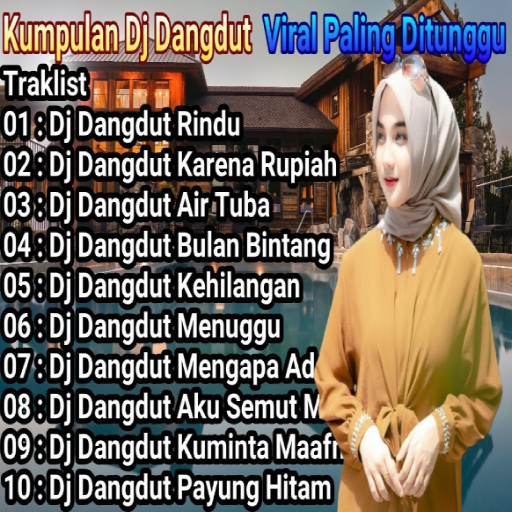 Kumpulan Dj Dangdut Viral Paling Ditunggu
Traklist
01 : Dj Dangdut Rindu
02 : Dj Dangdut Karena Rupiah
03 : Dj Dangdut Air Tuba
04 : Dj Dangdut Bulan Bintang
05 : Dj Dangdut Kehilangan
06 : Dj Dangdut Menuggu
07 : Dj Dangdut Mengapa Ad
08 : Dj Dangdut Aku Semut M
09 : Dj Dangdut Kuminta Maaf
10 : Dj Dangdut Payung Hitam